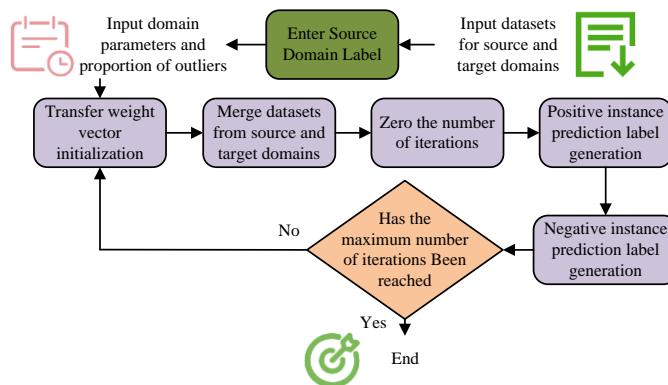 Input domain
parameters and
proportion of outliers
Enter Source
Domain Label
Input datasets
for source and
target domains
Transfer weight
vector
initialization
Merge datasets
from source and
target domains
Zero the number
of iterations
Positive instance
prediction label
generation
Negative instance
prediction label
generation
Has the
maximum number
of iterations Been
reached
No
Yes
End